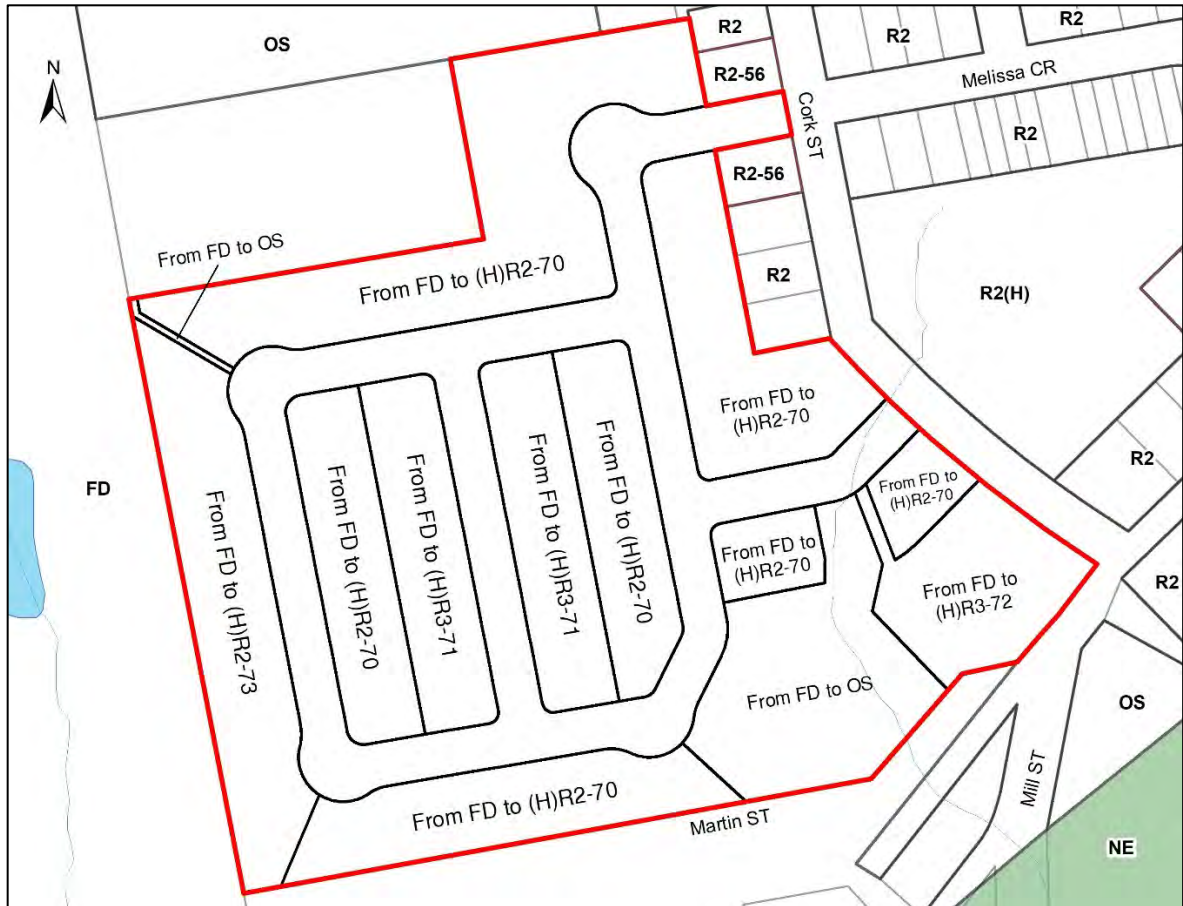 OS
R2
R2
R2
N
R2-56
Melissa CR
Cork ST
R2
R2-56
From FD to OS
From FD to (H)R2-70
R2
R2(H)
From FD to
(H)R2-70
FD
From FD to (H)R2-73
From FD to (H)R2-70
From FD to (H)R3-71
From FD to (H)R3-71
From FD to (H)R2-70
R2
From FD to
(H)R2-70
From FD to
(H)R2-70
From FD to
(H)R3-72
R2
From FD to OS
OS
Mill ST
From FD to (H)R2-70
Martin ST
NE